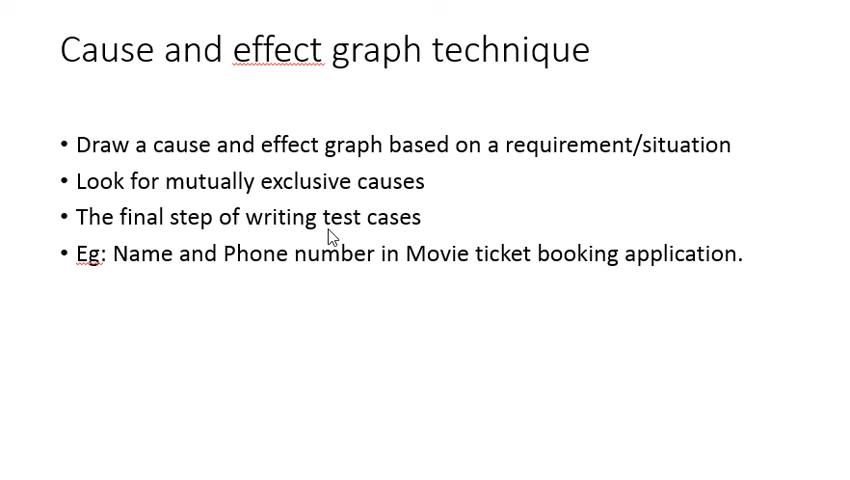 Cause and effect graph technique
• Draw a cause and effect graph based on a requirement/situation
• Look for mutually exclusive causes
• The final step of writing test cases
• Eg: Name and Phone number in Movie ticket booking application.